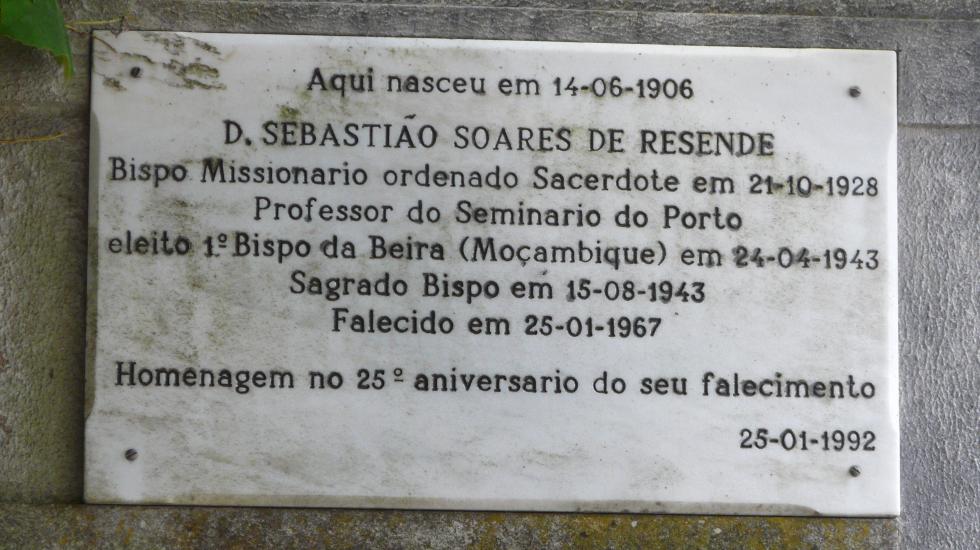 Aqui nasceu em 14-06-1906
D. SEBASTIÃO SOARES DE RESENDE
Bispo Missionario ordenado Sacerdote em 21-10-1928
Professor do Seminario do Porto
eleito 1º Bispo da Beira (Moçambique) em 24-04-1943
Sagrado Bispo em 15-08-1943
Falecido em 25-01-1967
Homenagem no 25º aniversario do seu falecimento
25-01-1992